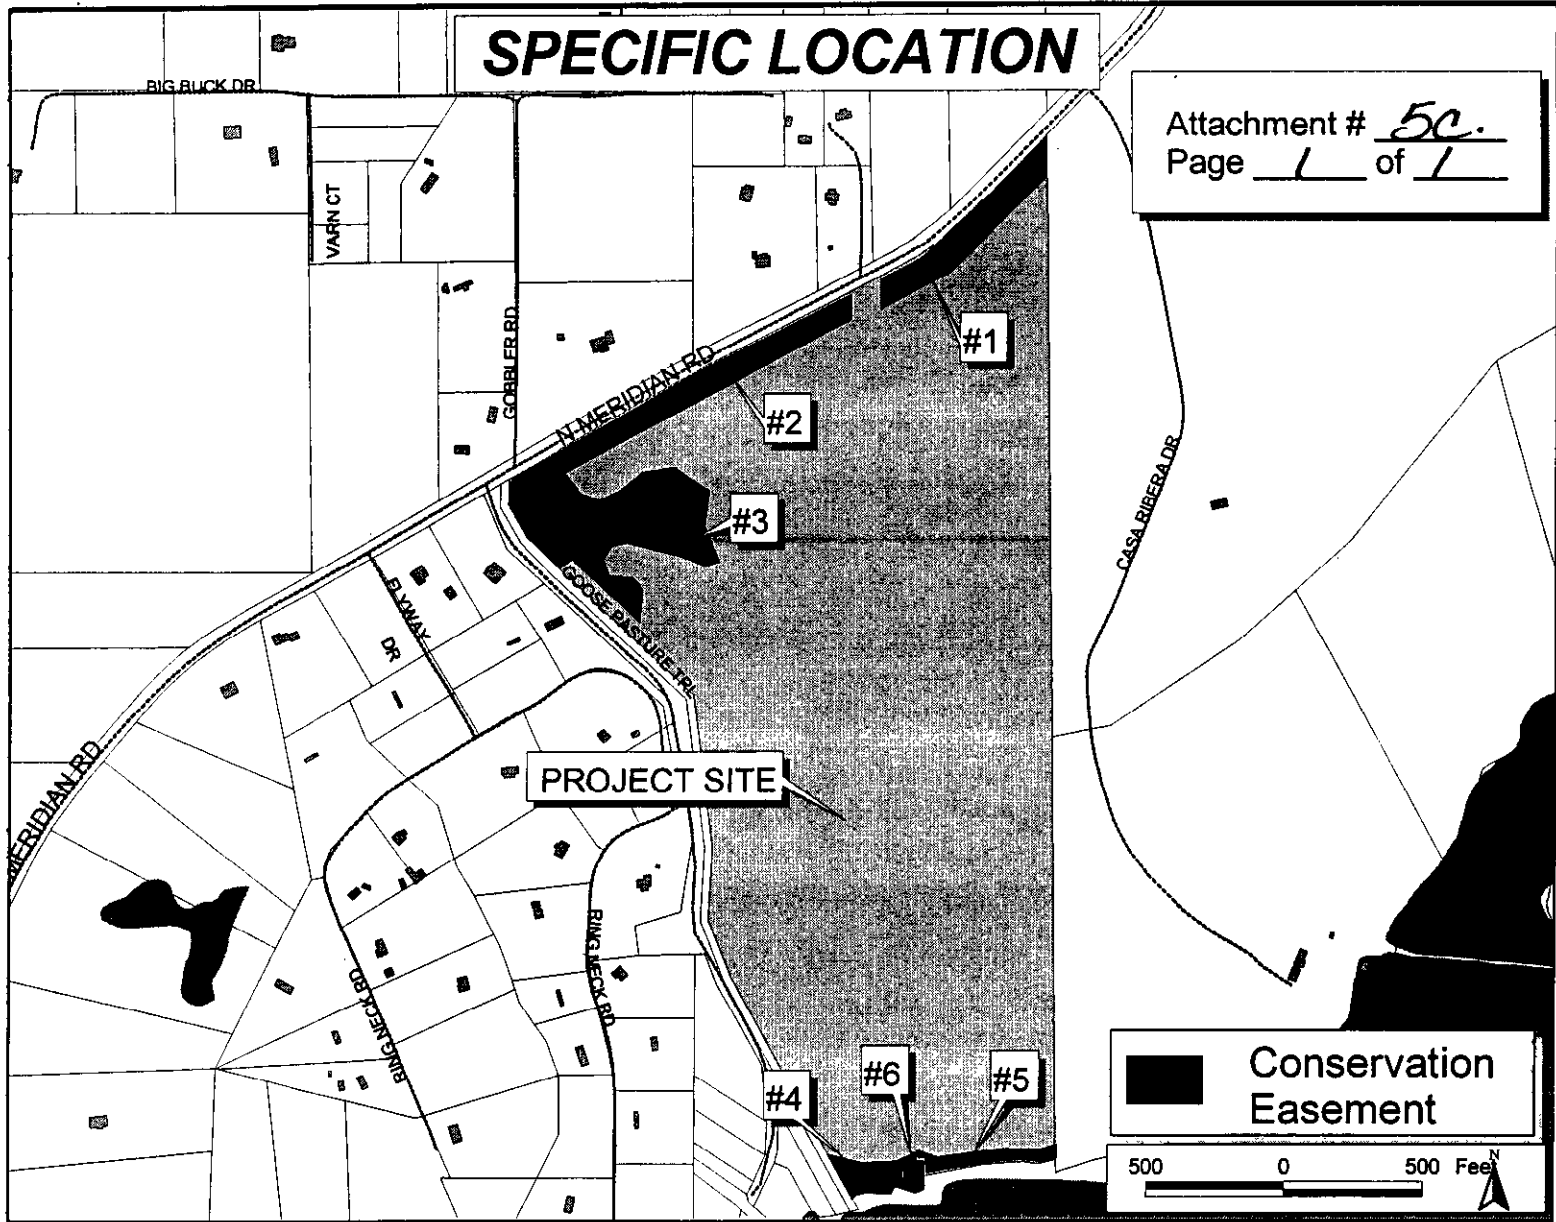 SPECIFIC LOCATION
Attachment # 5c.
Page 1 of 1
BIG BUCK DR
VARN CT
GOBBLER RD
N MERIDIAN RD
#1
#2
#3
CASA RIBERA DR
FLYWAY
DR
GOOSE PASTURE TRL
MERIDIAN RD
PROJECT SITE
RING NECK RD
RING NECK RD
#4
#6
#5
Conservation
Easement
500 0 500 Feet
N